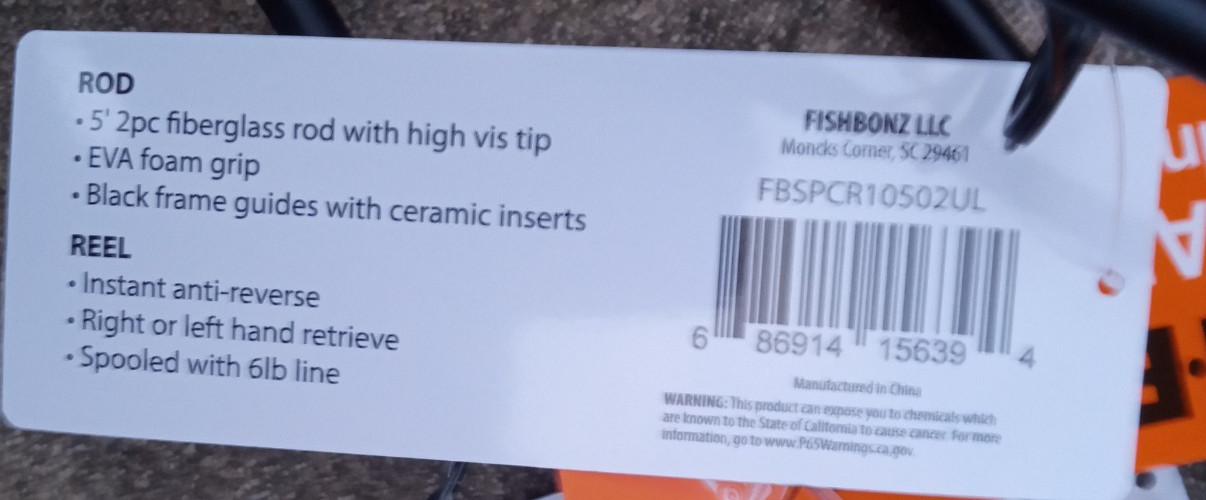 ROD
• 5' 2pc fiberglass rod with high vis tip
• EVA foam grip
• Black frame guides with ceramic inserts
REEL
• Instant anti-reverse
• Right or left hand retrieve
• Spooled with 6lb line
FISHBONZ LLC
Moncks Corner, SC 29461
FBSPCR10502UL
6 86914 15639 4
Manufactured in China
WARNING: This product can expose you to chemicals which
are known to the State of California to cause cancer. For more
information, go to www.P65Warnings.ca.gov.